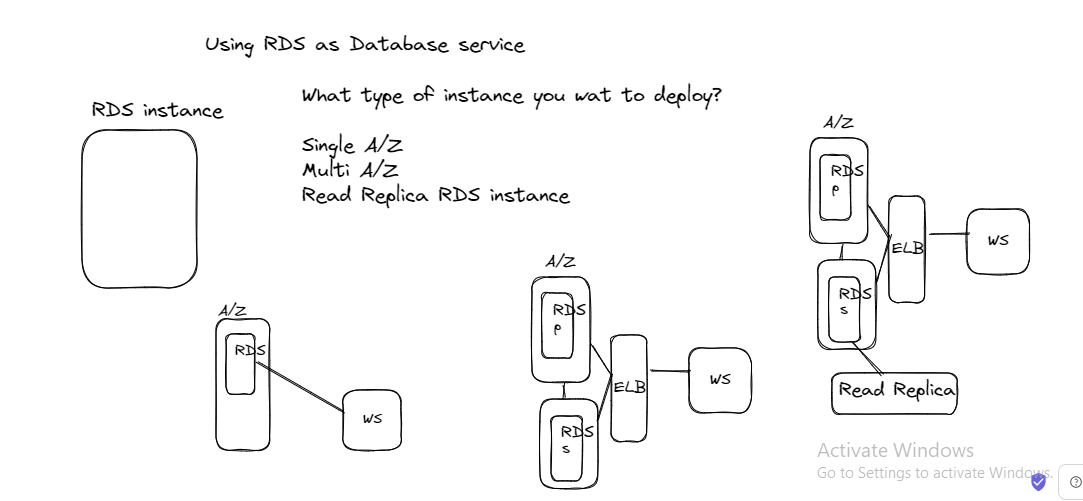 Using RDS as Database service
What type of instance you wat to deploy?
RDS instance
Single A/Z
Multi A/Z
Read Replica RDS instance
A/Z
RDS
WS
A/Z
RDS
P
RDS
S
ELB
WS
A/Z
RDS
P
RDS
S
ELB
WS
Read Replica
Activate Windows
Go to Settings to activate Windows.